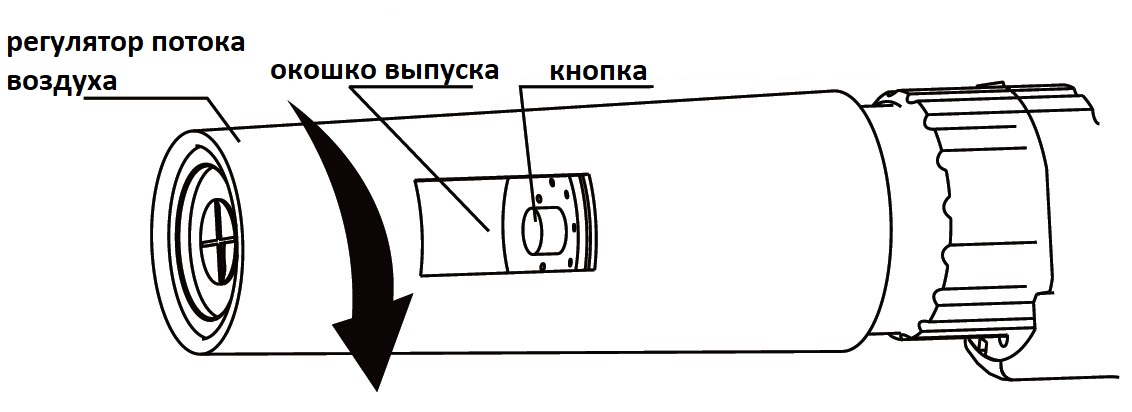 регулятор потока
воздуха
окошко выпуска
кнопка